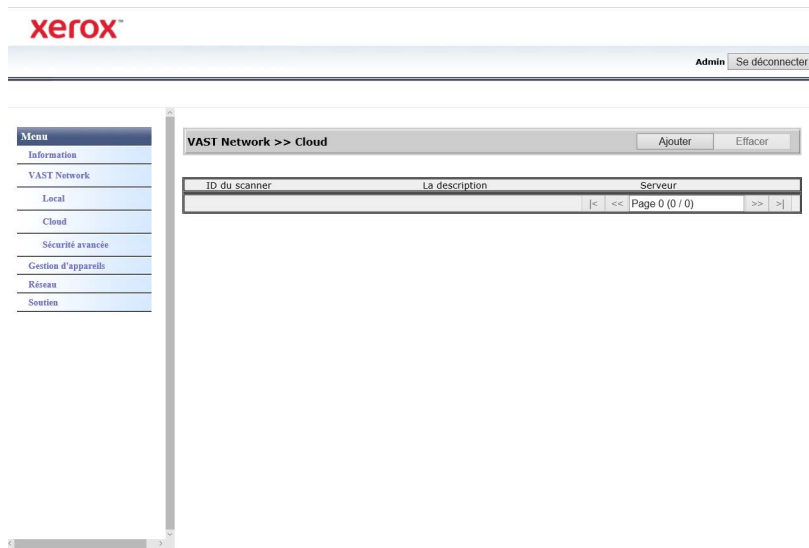 xerox™
Admin Se déconnecter
Menu
Information
VAST Network
Local
Cloud
Sécurité avancée
Gestion d'appareils
Réseau
Soutien
VAST Network >> Cloud Ajouter Effacer
ID du scanner La description Serveur
|< << Page 0 (0 / 0) >> >|